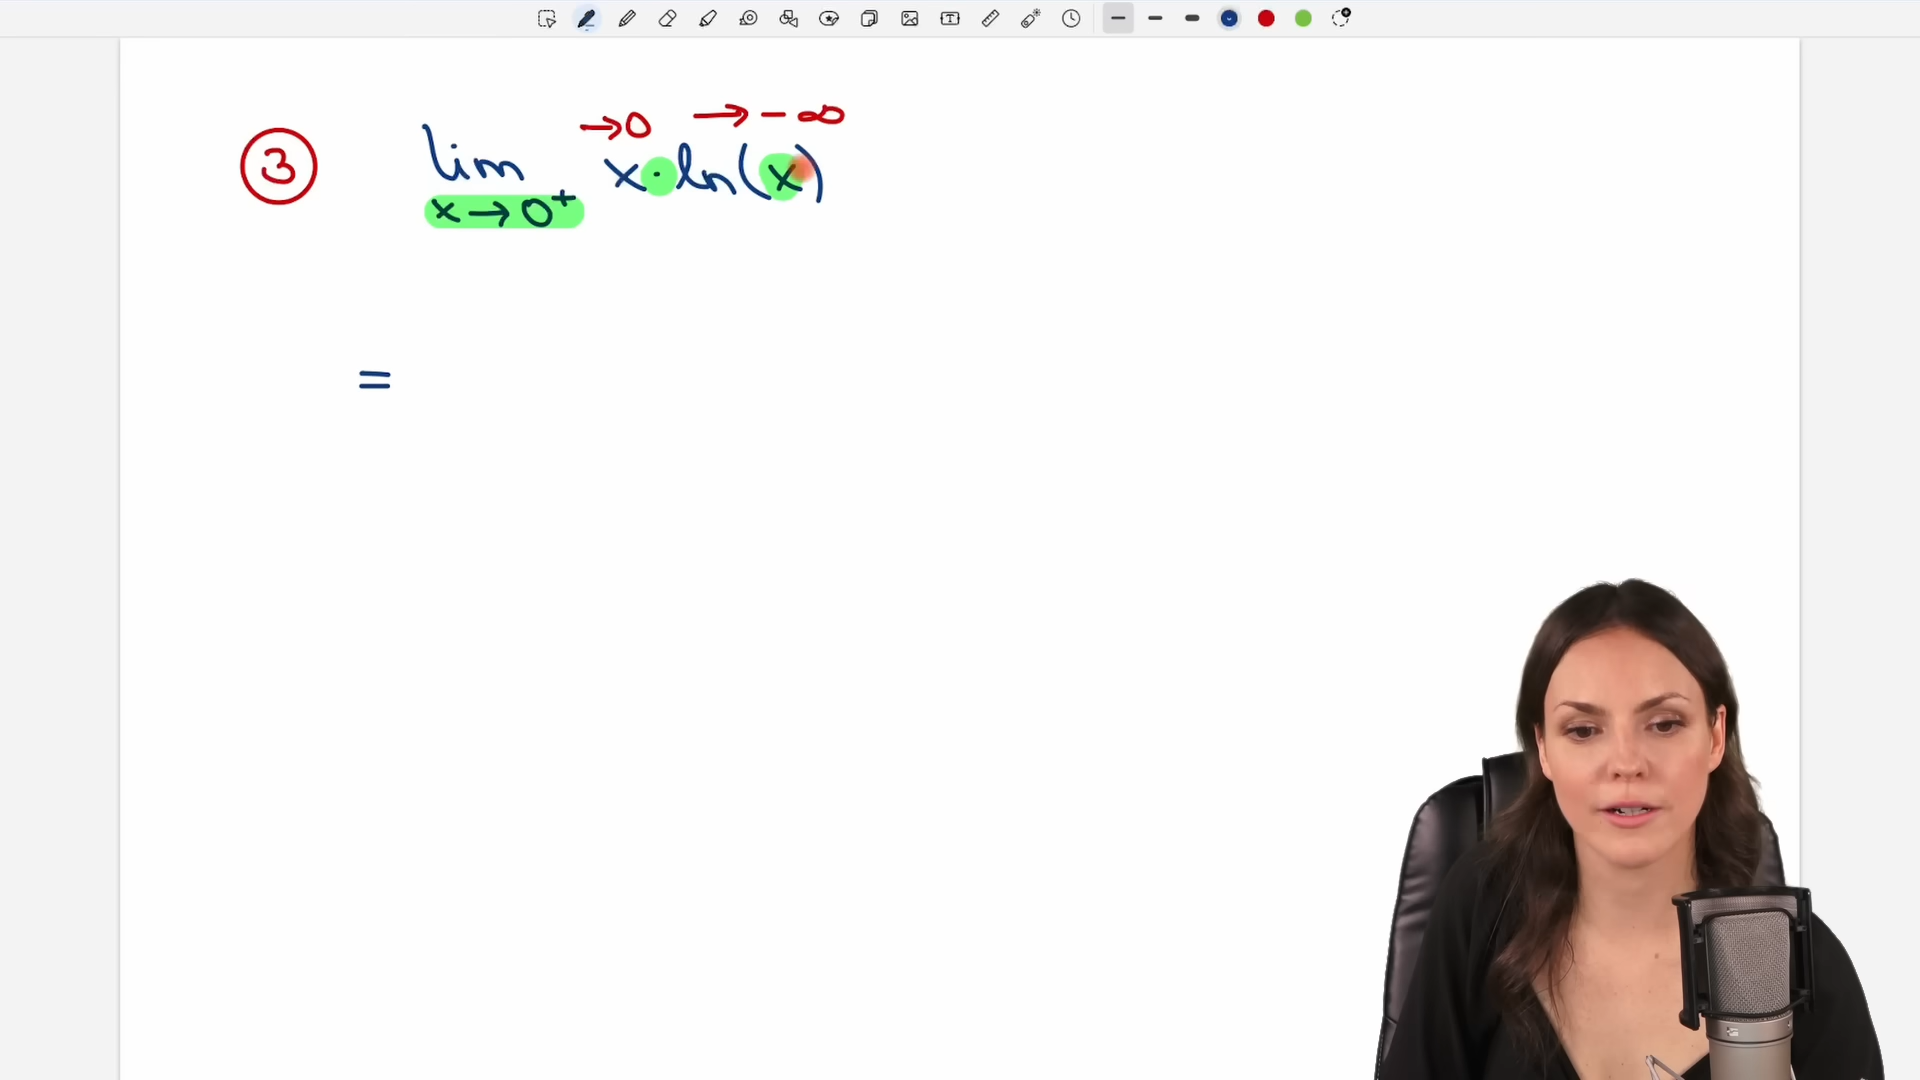 →0 → - ∞
③ lim x · ln(x)
x → 0⁺
=